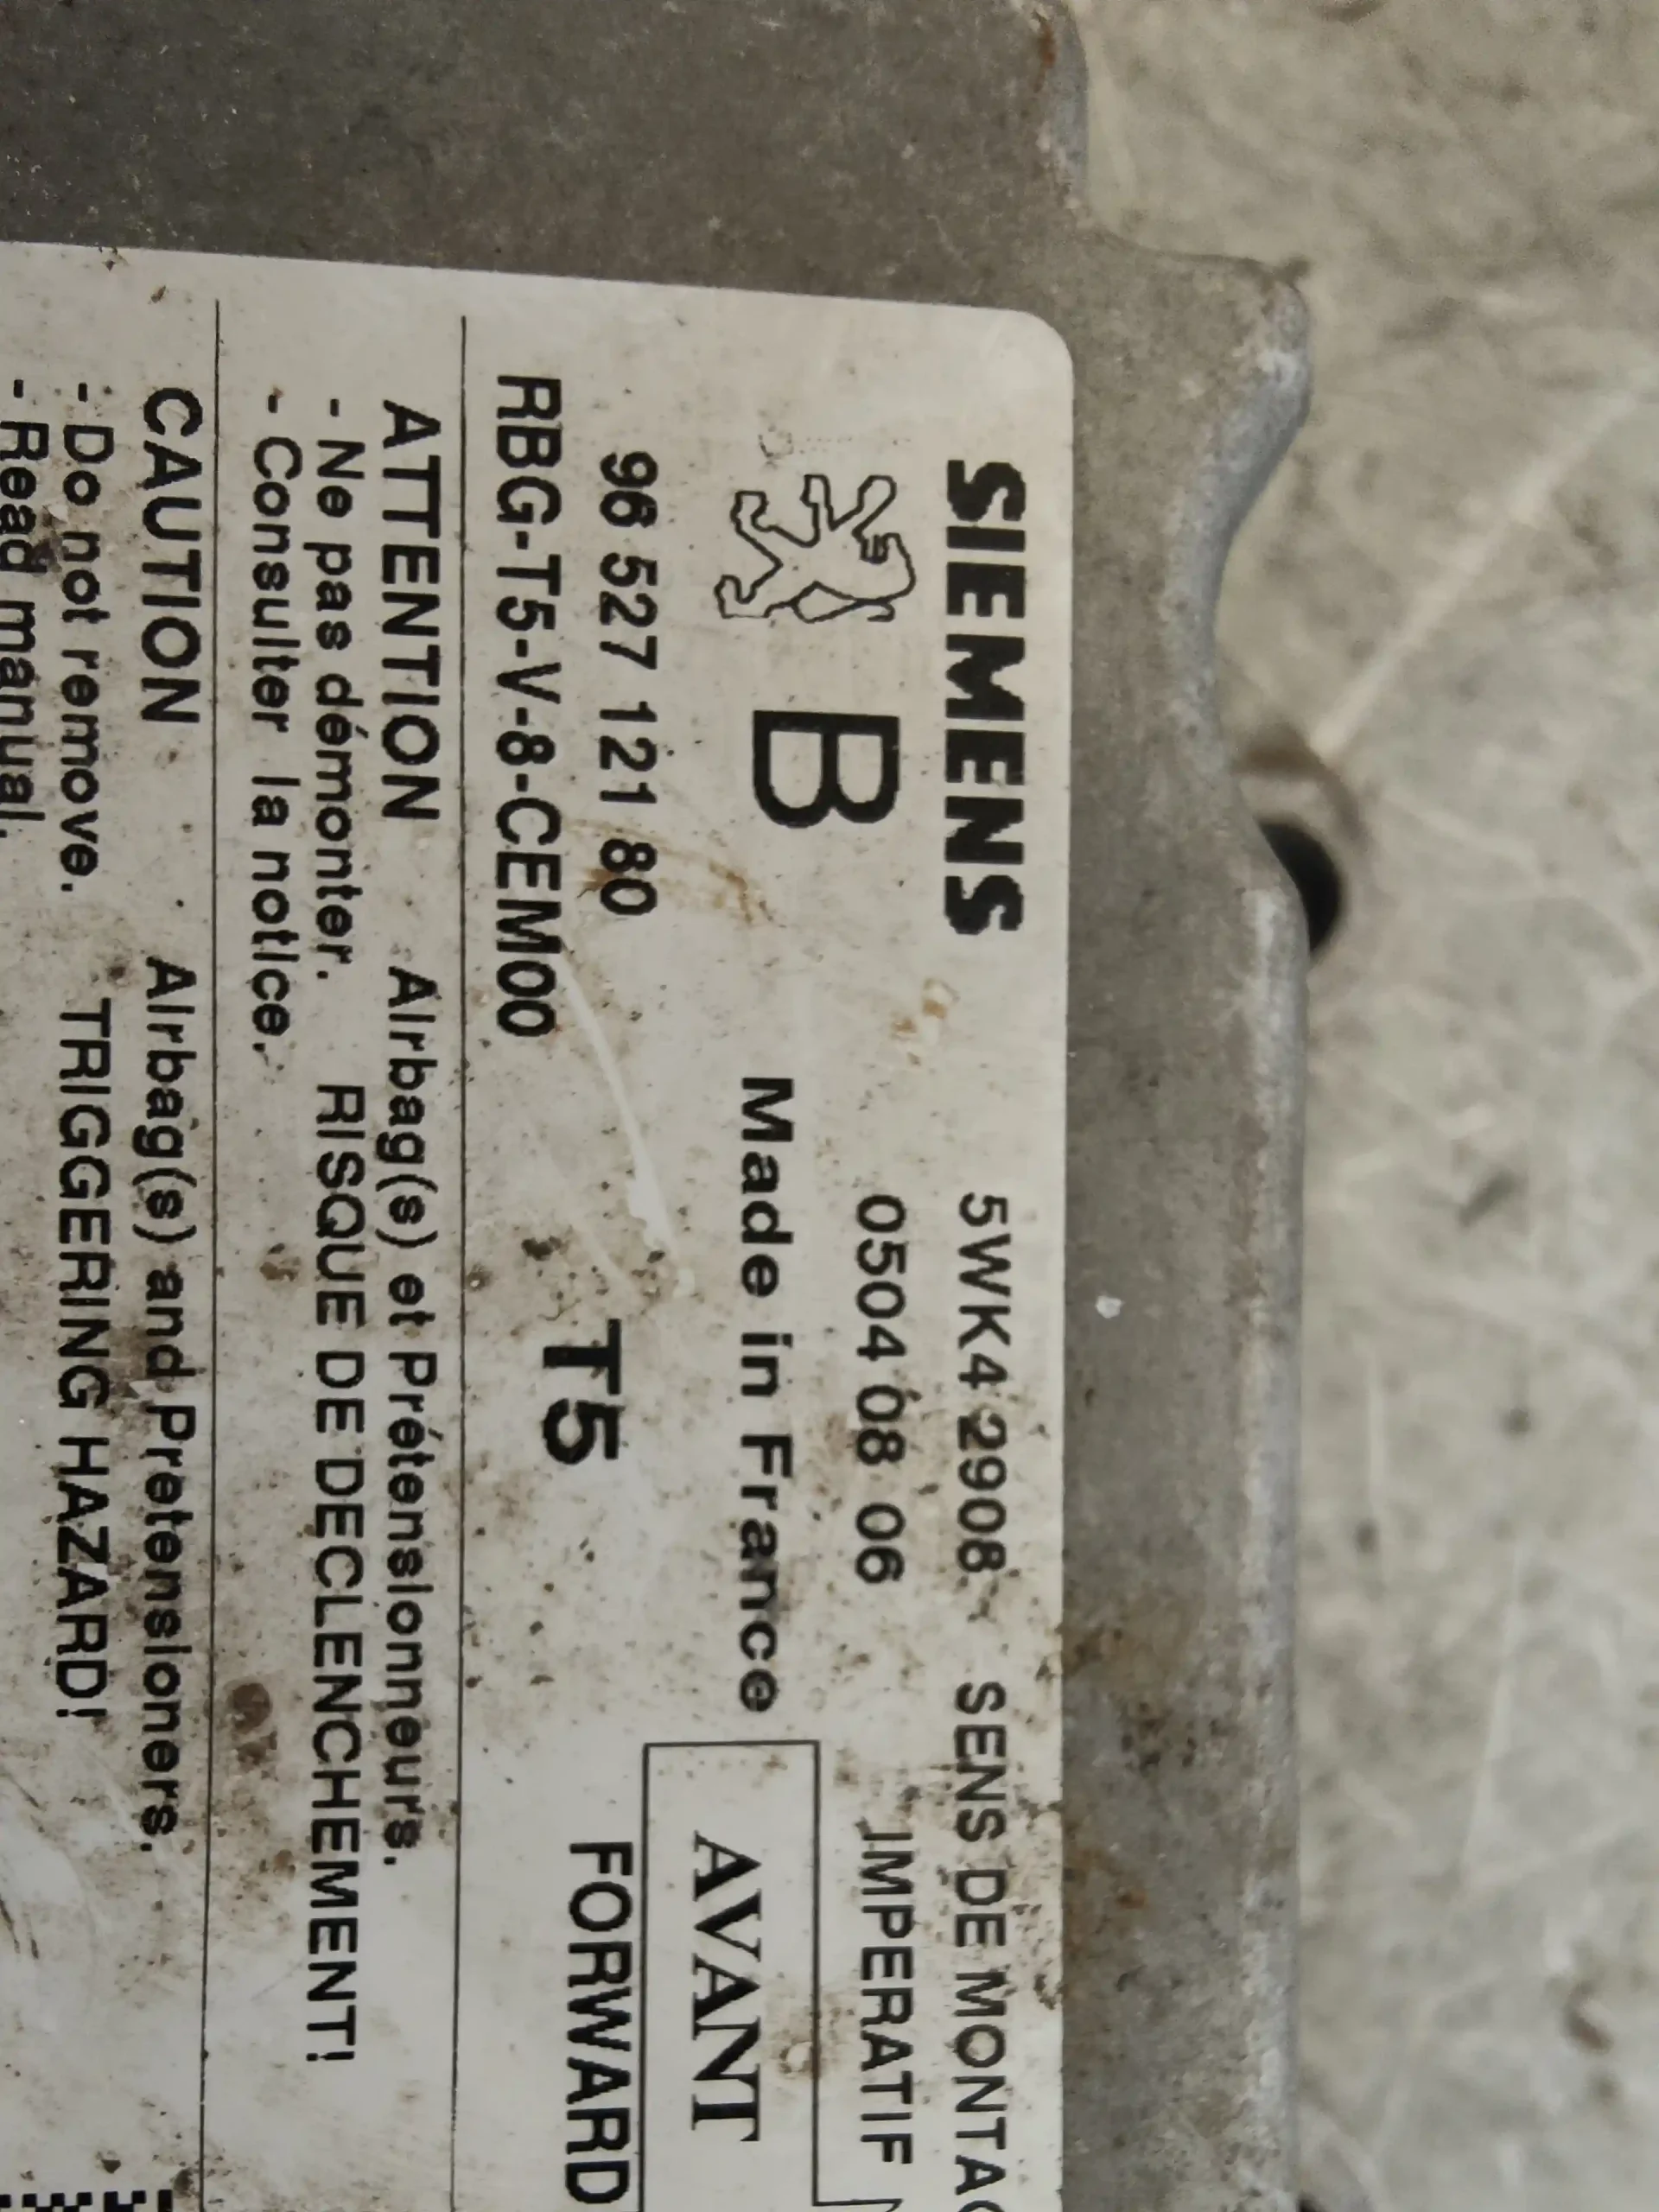 SIEMENS 5WK4 2908 SENS DE MONTAG
B 0504 08 06 IMPERATIF
Made in France AVANT
96 527 121 80 T5 FORWARD
RBG-T5-V-8-CEM00
ATTENTION Airbag(s) et Prétensionneurs.
- Ne pas démonter. RISQUE DE DECLENCHEMENT!
- Consulter la notice.
CAUTION Airbag(s) and Pretensioners.
- Do not remove. TRIGGERING HAZARD!
- Read manual.